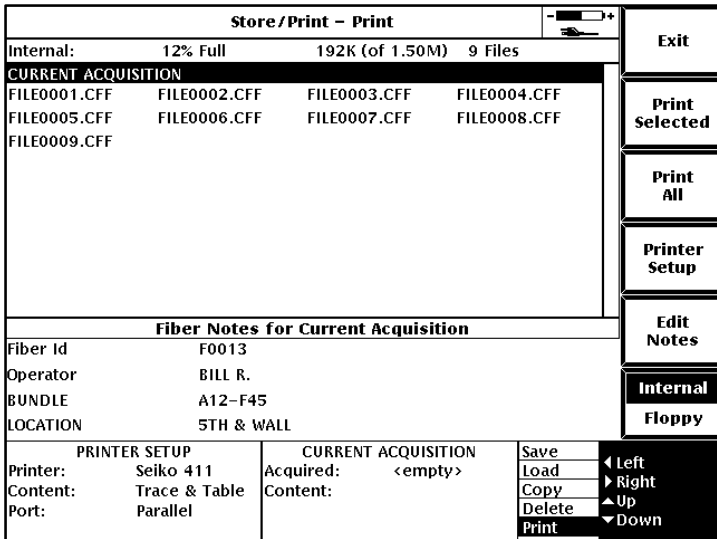 Store/Print – Print
Internal: 12% Full 192K (of 1.50M) 9 Files
CURRENT ACQUISITION
FILE0001.CFF FILE0002.CFF FILE0003.CFF FILE0004.CFF
FILE0005.CFF FILE0006.CFF FILE0007.CFF FILE0008.CFF
FILE0009.CFF
Fiber Notes for Current Acquisition
Fiber Id F0013
Operator BILL R.
BUNDLE A12–F45
LOCATION 5TH & WALL
PRINTER SETUP
Printer: Seiko 411
Content: Trace & Table
Port: Parallel
CURRENT ACQUISITION
Acquired: <empty>
Content:
Save
Load
Copy
Delete
Print
Left
Right
Up
Down
Exit
Print
Selected
Print
All
Printer
Setup
Edit
Notes
Internal
Floppy